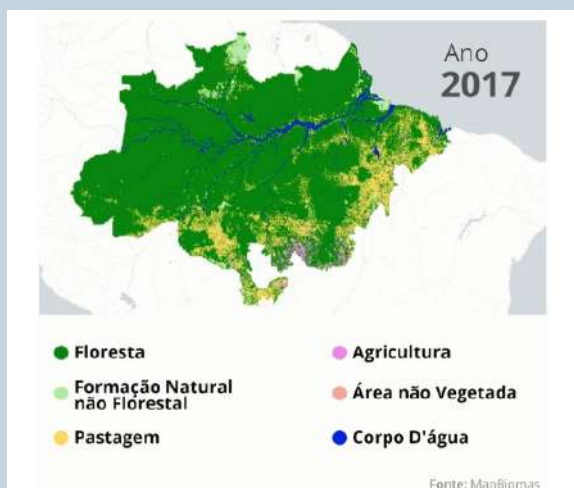 Ano
2017
Floresta
Agricultura
Formação Natural
não Florestal
Área não Vegetada
Pastagem
Corpo D'água
Fonte: MapBiomas